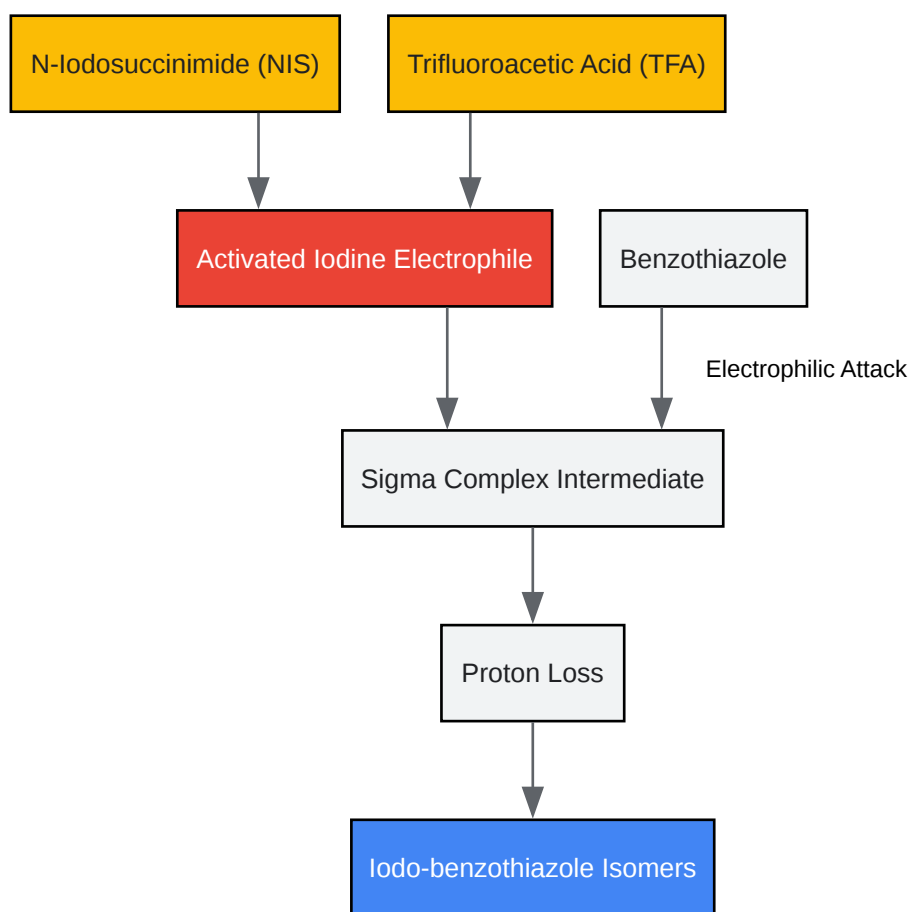 N-Iodosuccinimide (NIS)
Trifluoroacetic Acid (TFA)
Activated Iodine Electrophile
Benzothiazole
Electrophilic Attack
Sigma Complex Intermediate
Proton Loss
Iodo-benzothiazole Isomers